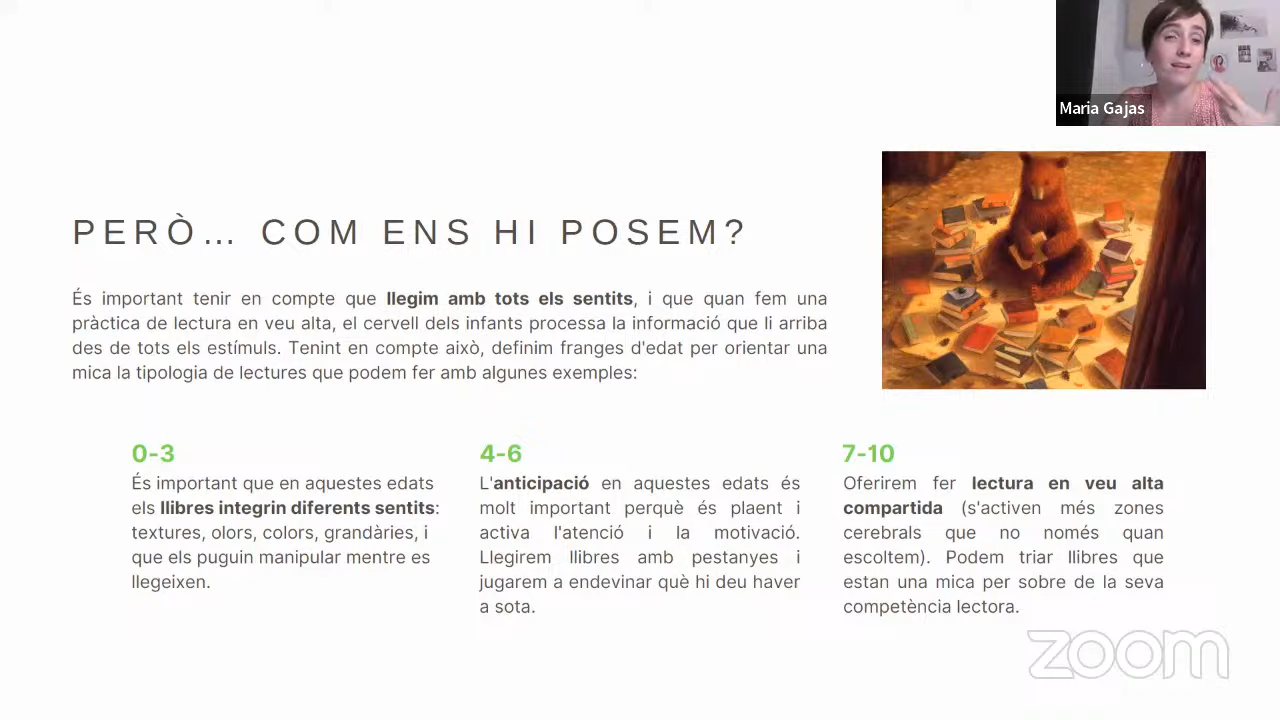 Maria Gajas
PERÒ... COM ENS HI POSEM?
És important tenir en compte que llegim amb tots els sentits, i que quan fem una
pràctica de lectura en veu alta, el cervell dels infants processa la informació que li arriba
des de tots els estímuls. Tenint en compte això, definim franges d'edat per orientar una
mica la tipologia de lectures que podem fer amb algunes exemples:
0-3
És important que en aquestes edats
els llibres integrin diferents sentits:
textures, olors, colors, grandàries, i
que els puguin manipular mentre es
llegeixen.
4-6
L'anticipació en aquestes edats és
molt important perquè és plaent i
activa l'atenció i la motivació.
Llegirem llibres amb pestanyes i
jugarem a endevinar què hi deu haver
a sota.
7-10
Oferirem fer lectura en veu alta
compartida (s'activen més zones
cerebrals que no només quan
escoltem). Podem triar llibres que
estan una mica per sobre de la seva
competència lectora.
zoom